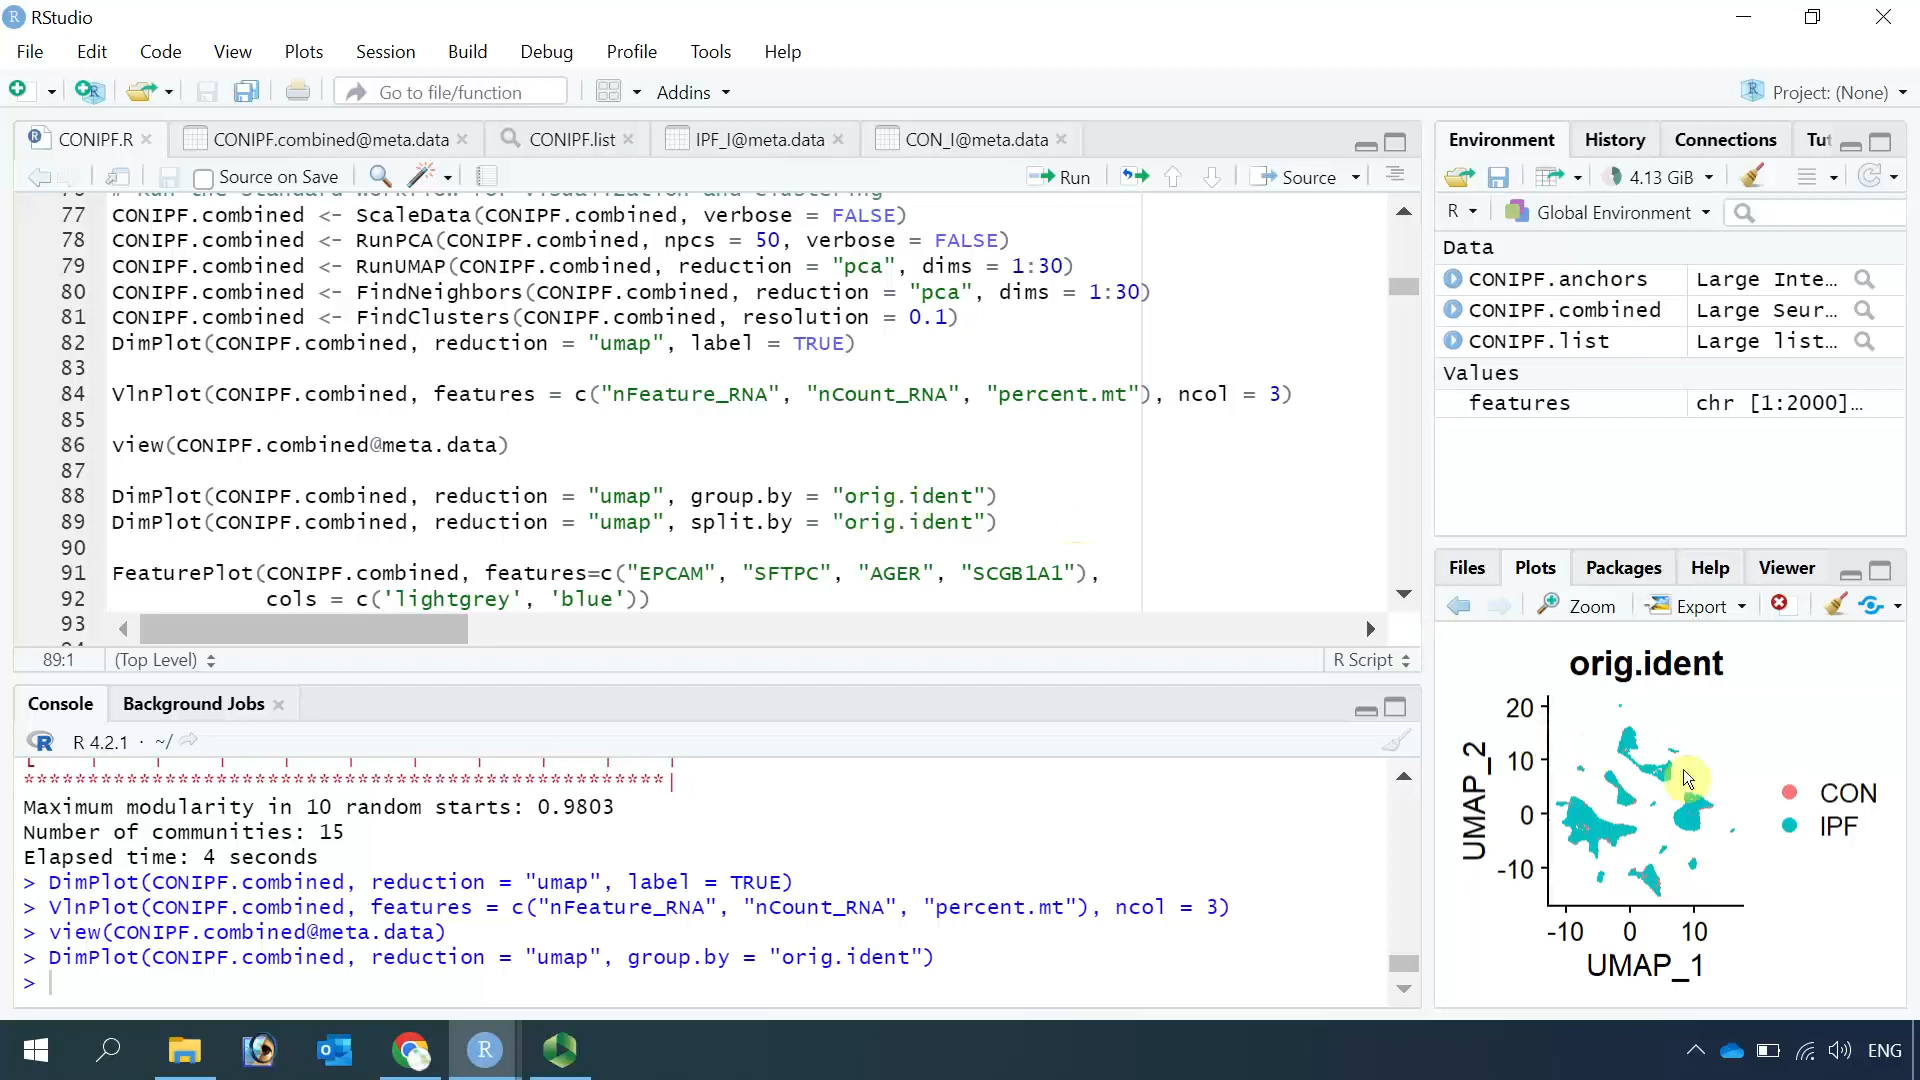 RStudio
File Edit Code View Plots Session Build Debug Profile Tools Help
Go to file/function Addins Project: (None)
CONIPF.R CONIPF.combined@meta.data CONIPF.list IPF_I@meta.data CON_I@meta.data
Source on Save Run Source
77 CONIPF.combined <- ScaleData(CONIPF.combined, verbose = FALSE)
78 CONIPF.combined <- RunPCA(CONIPF.combined, npcs = 50, verbose = FALSE)
79 CONIPF.combined <- RunUMAP(CONIPF.combined, reduction = "pca", dims = 1:30)
80 CONIPF.combined <- FindNeighbors(CONIPF.combined, reduction = "pca", dims = 1:30)
81 CONIPF.combined <- FindClusters(CONIPF.combined, resolution = 0.1)
82 DimPlot(CONIPF.combined, reduction = "umap", label = TRUE)
83
84 VlnPlot(CONIPF.combined, features = c("nFeature_RNA", "nCount_RNA", "percent.mt"), ncol = 3)
85
86 view(CONIPF.combined@meta.data)
87
88 DimPlot(CONIPF.combined, reduction = "umap", group.by = "orig.ident")
89 DimPlot(CONIPF.combined, reduction = "umap", split.by = "orig.ident")
90
91 FeaturePlot(CONIPF.combined, features=c("EPCAM", "SFTPC", "AGER", "SCGB1A1"),
92 cols = c('lightgrey', 'blue'))
93
89:1 (Top Level) R Script
Console Background Jobs
R 4.2.1 · ~/
**************************************************|
Maximum modularity in 10 random starts: 0.9803
Number of communities: 15
Elapsed time: 4 seconds
> DimPlot(CONIPF.combined, reduction = "umap", label = TRUE)
> VlnPlot(CONIPF.combined, features = c("nFeature_RNA", "nCount_RNA", "percent.mt"), ncol = 3)
> view(CONIPF.combined@meta.data)
> DimPlot(CONIPF.combined, reduction = "umap", group.by = "orig.ident")
>
Environment History Connections Tut
4.13 GiB
R Global Environment
Data
CONIPF.anchors Large Inte…
CONIPF.combined Large Seur…
CONIPF.list Large list…
Values
features chr [1:2000]…
Files Plots Packages Help Viewer
Zoom Export
orig.ident
UMAP_2
20
10
0
-10
-10 0 10
UMAP_1
CON
IPF
ENG